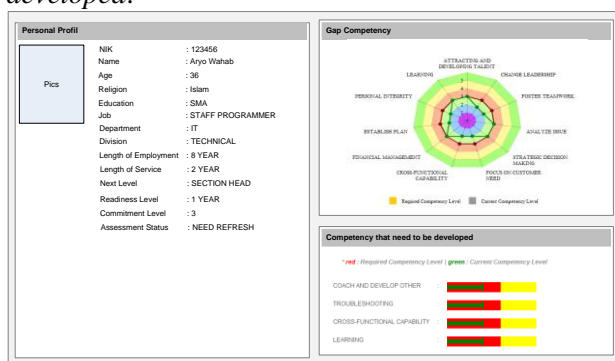 developed.
Personal Profil
Pics
NIK : 123456
Name : Aryo Wahab
Age : 36
Religion : Islam
Education : SMA
Job : STAFF PROGRAMMER
Department : IT
Division : TECHNICAL
Length of Employment : 8 YEAR
Length of Service : 2 YEAR
Next Level : SECTION HEAD
Readiness Level : 1 YEAR
Commitment Level : 3
Assessment Status : NEED REFRESH
Gap Competency
ATTRACTING AND
DEVELOPING TALENT
LEARNING
CHANGE LEADERSHIP
PERSONAL INTEGRITY
FOSTER TEAMWORK
ESTABLISH PLAN
ANALYZE ISSUE
FINANCIAL MANAGEMENT
STRATEGIC DECISION
MAKING
CROSS-FUNCTIONAL
CAPABILITY
FOCUS ON CUSTOMER
NEED
Required Competency Level
Current Competency Level
Competency that need to be developed
* red : Required Competency Level | green : Current Competency Level
COACH AND DEVELOP OTHER :
TROUBLESHOOTING :
CROSS-FUNCTIONAL CAPABILITY :
LEARNING :